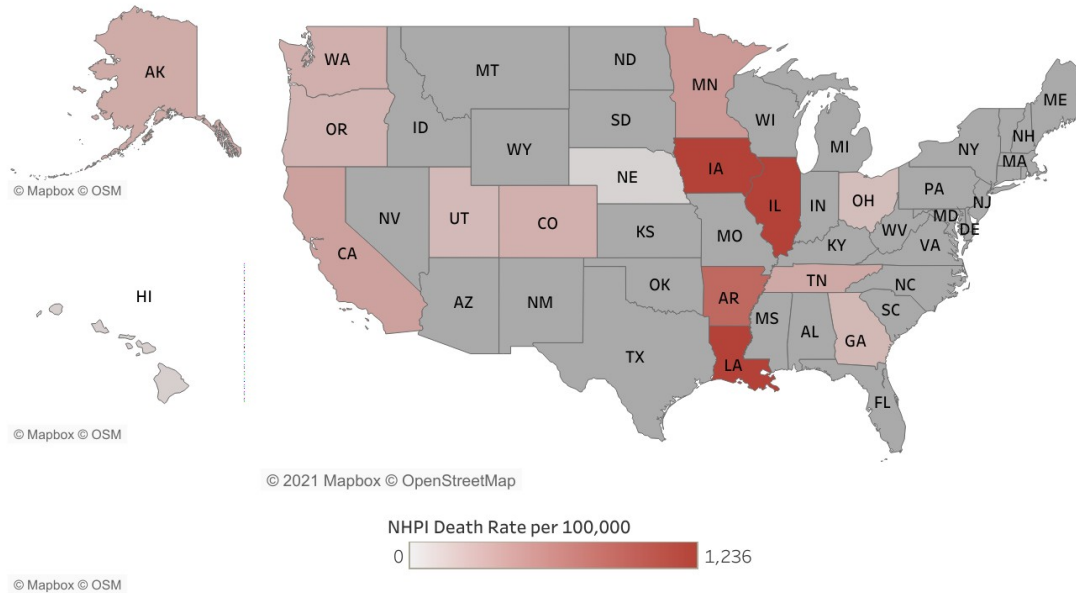 AK
© Mapbox © OSM
HI
© Mapbox © OSM
WA
MT
ND
MN
ME
OR
ID
SD
WI
MI
NY
NH
MA
WY
IA
NE
PA
NJ
NV
UT
CO
IL
IN
OH
MD
DE
WV
CA
KS
MO
KY
VA
AZ
NM
OK
AR
TN
NC
SC
MS
AL
GA
TX
LA
FL
© 2021 Mapbox © OpenStreetMap
NHPI Death Rate per 100,000
0 1,236
© Mapbox © OSM